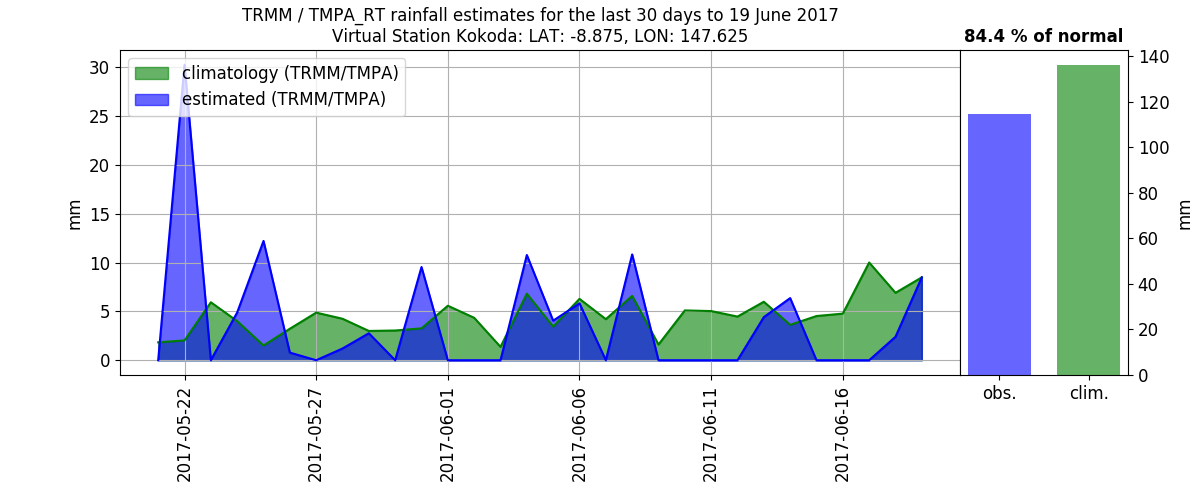 TRMM / TMPA_RT rainfall estimates for the last 30 days to 19 June 2017
Virtual Station Kokoda: LAT: -8.875, LON: 147.625
84.4 % of normal
climatology (TRMM/TMPA)
estimated (TRMM/TMPA)
30
25
20
15
10
5
0
mm
2017-05-22
2017-05-27
2017-06-01
2017-06-06
2017-06-11
2017-06-16
140
120
100
80
60
40
20
0
mm
obs.
clim.